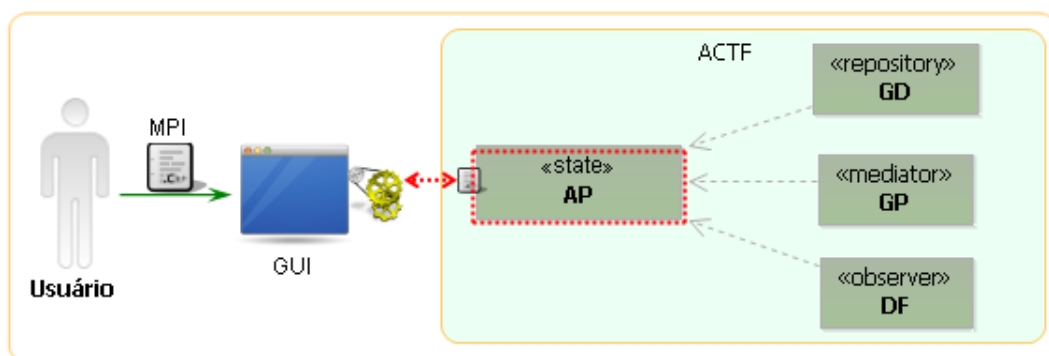 ACTF
«repository»
GD
MPI
.C++
«state»
AP
«mediator»
GP
GUI
Usuário
«observer»
DF